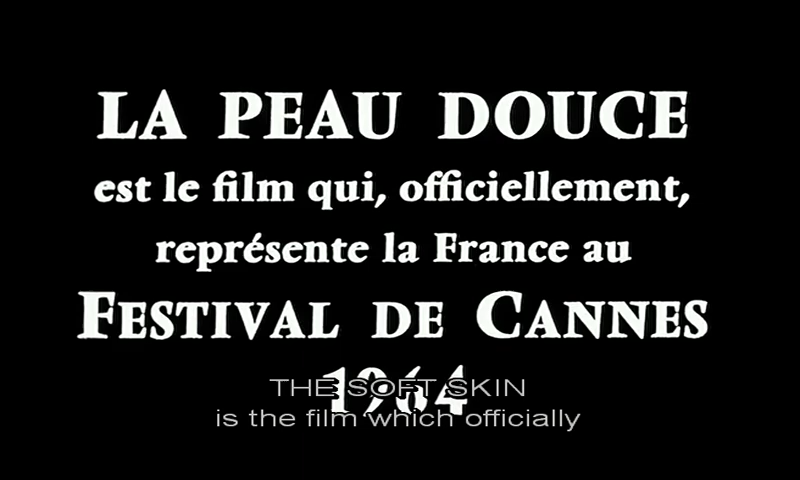 LA PEAU DOUCE
est le film qui, officiellement,
représente la France au
FESTIVAL DE CANNES
1964
THE SOFT SKIN
is the film which officially